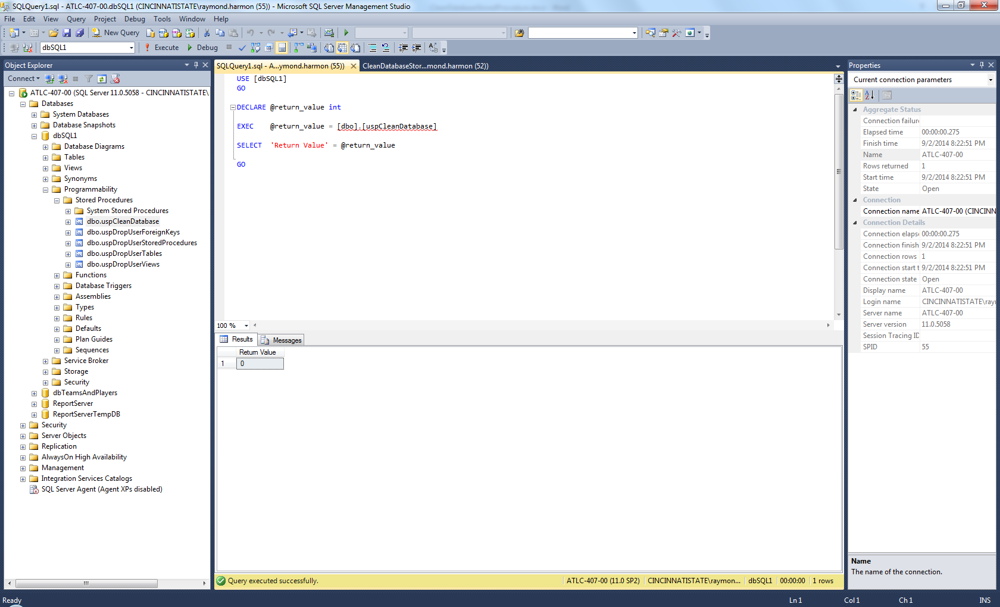 SQLQuery1.sql - ATLC-407-00.dbSQL1 (CINCINNATISTATE\raymond.harmon (55)) - Microsoft SQL Server Management Studio
File Edit View Query Project Debug Tools Window Help
New Query
dbSQL1 Execute Debug
Object Explorer
Connect
ATLC-407-00 (SQL Server 11.0.5058 - CINCINNATISTATE\
Databases
System Databases
Database Snapshots
dbSQL1
Database Diagrams
Tables
Views
Synonyms
Programmability
Stored Procedures
System Stored Procedures
dbo.uspCleanDatabase
dbo.uspDropUserForeignKeys
dbo.uspDropUserStoredProcedures
dbo.uspDropUserTables
dbo.uspDropUserViews
Functions
Database Triggers
Assemblies
Types
Rules
Defaults
Plan Guides
Sequences
Service Broker
Storage
Security
dbTeamsAndPlayers
ReportServer
ReportServerTempDB
Security
Server Objects
Replication
AlwaysOn High Availability
Management
Integration Services Catalogs
SQL Server Agent (Agent XPs disabled)
SQLQuery1.sql - A...ymond.harmon (55)) CleanDatabaseStor...mond.harmon (52))
USE [dbSQL1]
GO
DECLARE @return_value int
EXEC @return_value = [dbo].[uspCleanDatabase]
SELECT 'Return Value' = @return_value
GO
100 %
Results Messages
Return Value
1 0
Query executed successfully. ATLC-407-00 (11.0 SP2) CINCINNATISTATE\raymon... dbSQL1 00:00:00 1 rows
Properties
Current connection parameters
Aggregate Status
Connection failur
Elapsed time 00:00:00.275
Finish time 9/2/2014 8:22:51 PM
Name ATLC-407-00
Rows returned 1
Start time 9/2/2014 8:22:51 PM
State Open
Connection
Connection name ATLC-407-00 (CINCINN
Connection Details
Connection elaps 00:00:00.275
Connection finish 9/2/2014 8:22:51 PM
Connection rows 1
Connection start t 9/2/2014 8:22:51 PM
Connection state Open
Display name ATLC-407-00
Login name CINCINNATISTATE\ray
Server name ATLC-407-00
Server version 11.0.5058
Session Tracing ID
SPID 55
Name
The name of the connection.
Ready Ln 1 Col 1 Ch 1 INS